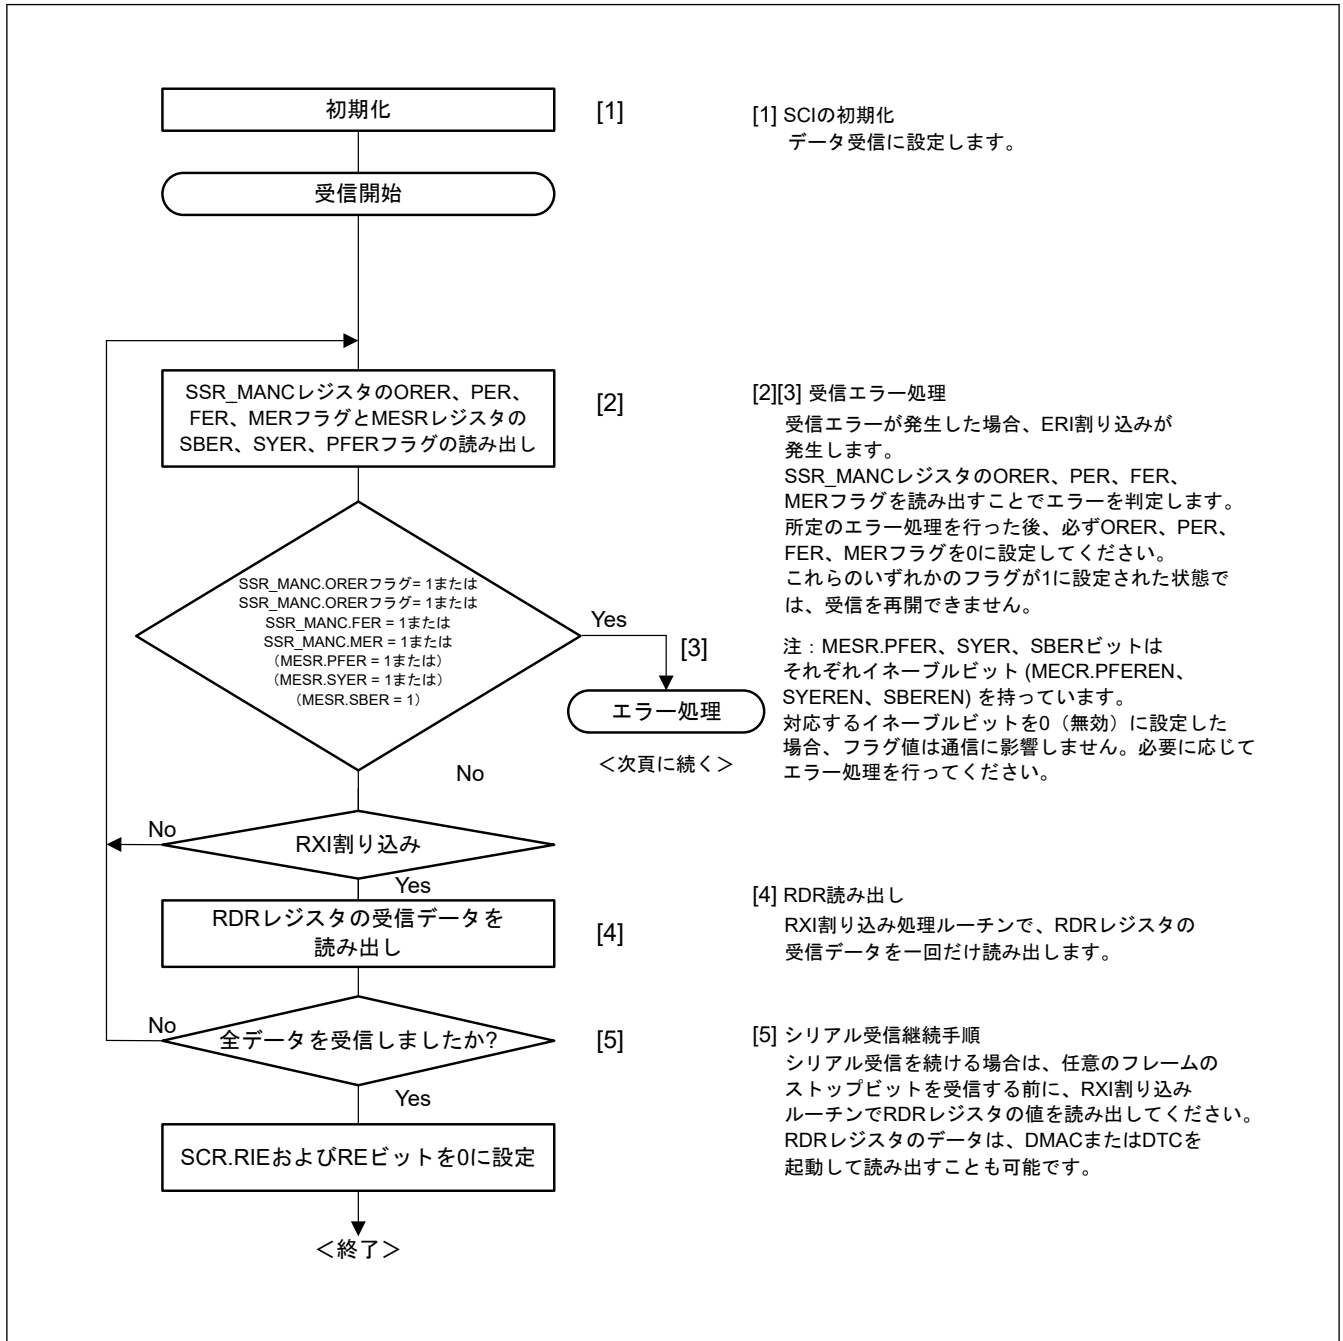 初期化
[1]
[1] SCIの初期化
データ受信に設定します。
受信開始
SSR_MANCレジスタのORER、PER、
FER、MERフラグとMESRレジスタの
SBER、SYER、PFERフラグの読み出し
[2]
[2][3] 受信エラー処理
受信エラーが発生した場合、ERI割り込みが
発生します。
SSR_MANCレジスタのORER、PER、FER、
MERフラグを読み出すことでエラーを判定します。
所定のエラー処理を行った後、必ずORER、PER、
FER、MERフラグを0に設定してください。
これらのいずれかのフラグが1に設定された状態で
は、受信を再開できません。
注：MESR.PFER、SYER、SBERビットは
それぞれイネーブルビット (MECR.PFEREN、
SYEREN、SBEREN) を持っています。
対応するイネーブルビットを0（無効）に設定した
場合、フラグ値は通信に影響しません。必要に応じて
エラー処理を行ってください。
SSR_MANC.ORERフラグ= 1または
SSR_MANC.ORERフラグ= 1または
SSR_MANC.FER = 1または
SSR_MANC.MER = 1または
（MESR.PFER = 1または）
（MESR.SYER = 1または）
（MESR.SBER = 1）
Yes
[3]
エラー処理
＜次頁に続く＞
No
RXI割り込み
No
Yes
RDRレジスタの受信データを
読み出し
[4]
[4] RDR読み出し
RXI割り込み処理ルーチンで、RDRレジスタの
受信データを一回だけ読み出します。
No
全データを受信しましたか?
[5]
[5] シリアル受信継続手順
シリアル受信を続ける場合は、任意のフレームの
ストップビットを受信する前に、RXI割り込み
ルーチンでRDRレジスタの値を読み出してください。
RDRレジスタのデータは、DMACまたはDTCを
起動して読み出すことも可能です。
Yes
SCR.RIEおよびREビットを0に設定
＜終了＞